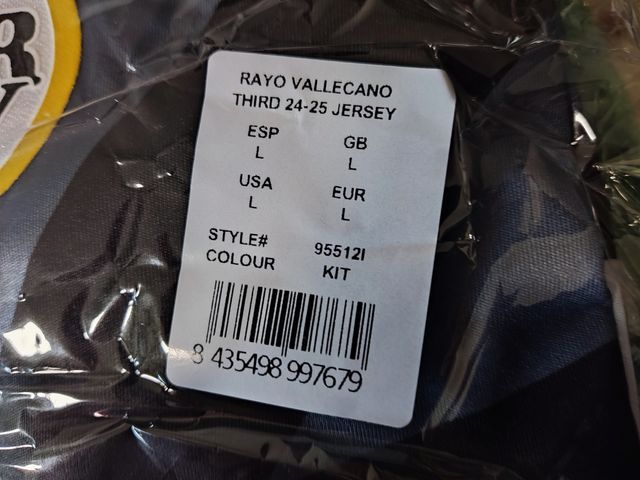 RAYO VALLECANO
THIRD 24-25 JERSEY
ESP GB
L L
USA EUR
L L
STYLE# 95512I
COLOUR KIT
8 435498 997679
R